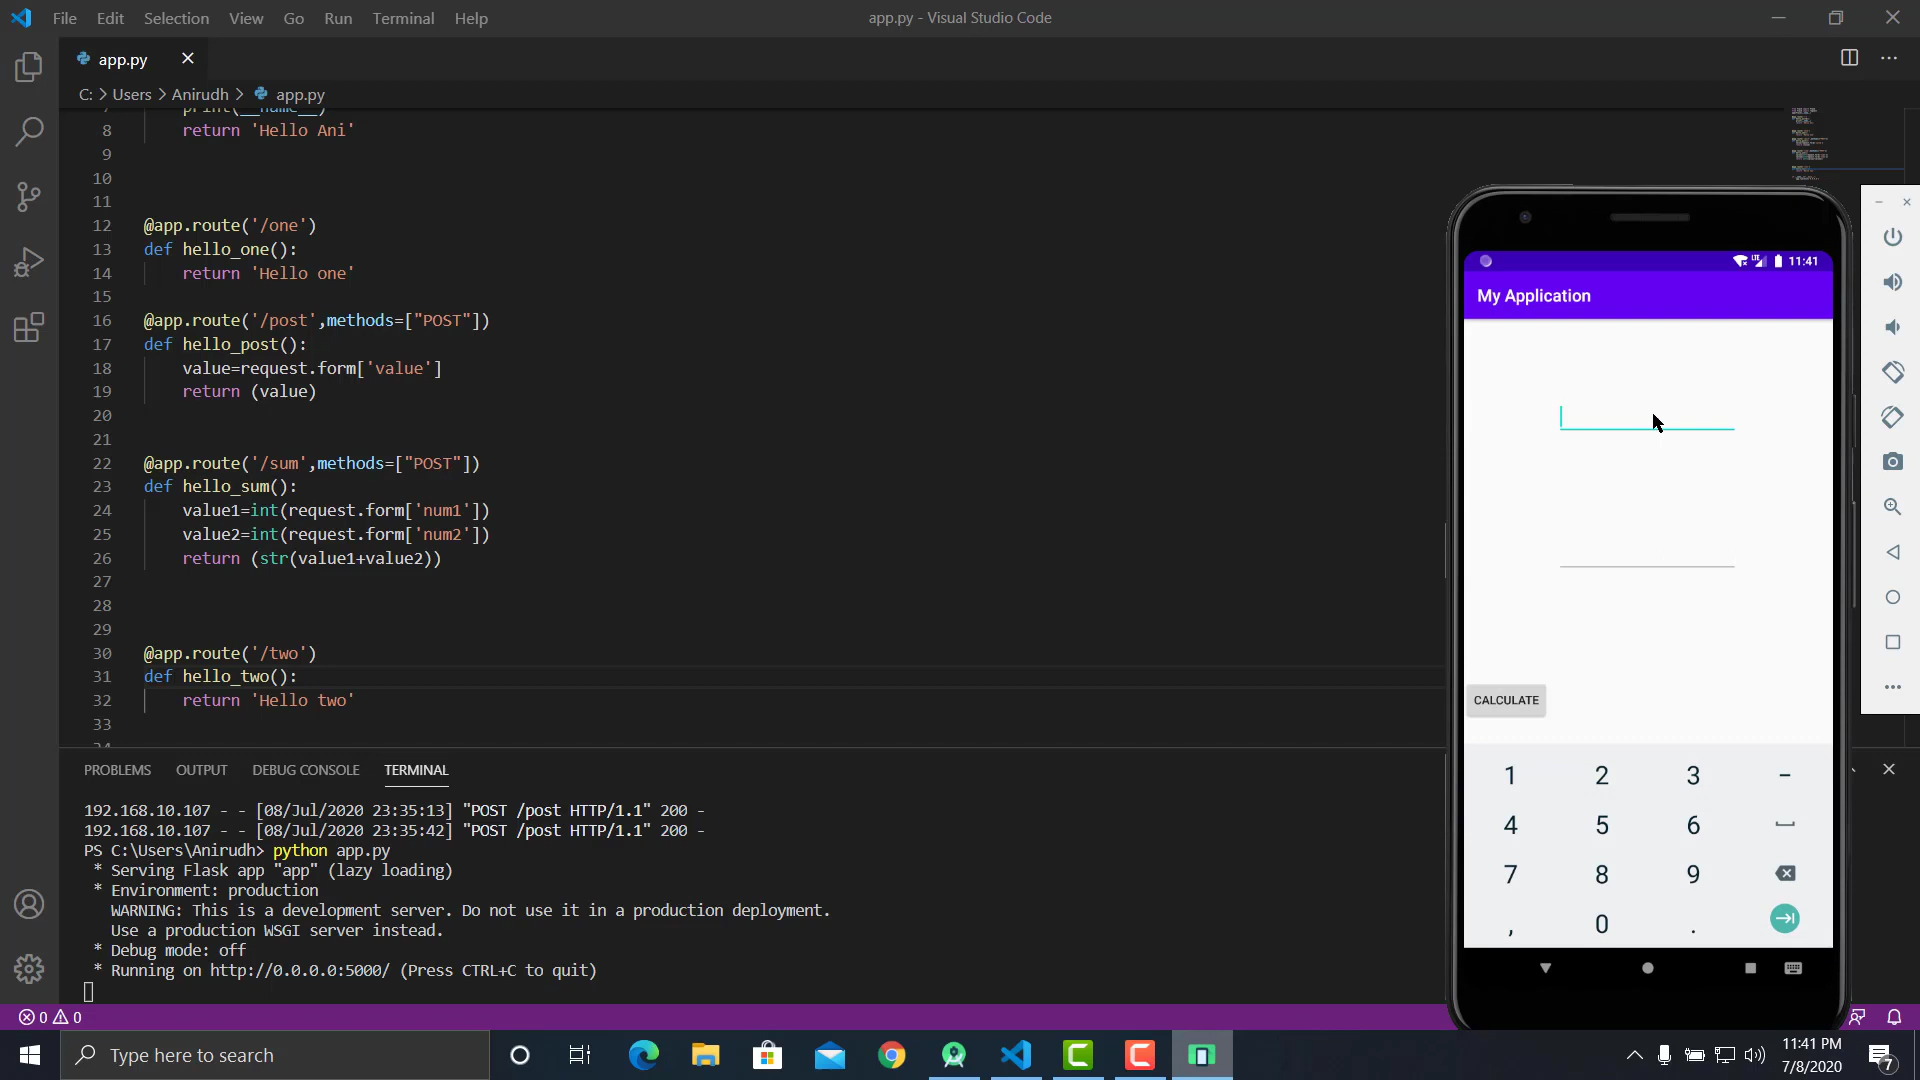 File Edit Selection View Go Run Terminal Help
app.py - Visual Studio Code
app.py
C: > Users > Anirudh > app.py
7 print(__name__)
8 return 'Hello Ani'
9
10
11
12 @app.route('/one')
13 def hello_one():
14 return 'Hello one'
15
16 @app.route('/post',methods=["POST"])
17 def hello_post():
18 value=request.form['value']
19 return (value)
20
21
22 @app.route('/sum',methods=["POST"])
23 def hello_sum():
24 value1=int(request.form['num1'])
25 value2=int(request.form['num2'])
26 return (str(value1+value2))
27
28
29
30 @app.route('/two')
31 def hello_two():
32 return 'Hello two'
33
34
PROBLEMS OUTPUT DEBUG CONSOLE TERMINAL
192.168.10.107 - - [08/Jul/2020 23:35:13] "POST /post HTTP/1.1" 200 -
192.168.10.107 - - [08/Jul/2020 23:35:42] "POST /post HTTP/1.1" 200 -
PS C:\Users\Anirudh> python app.py
* Serving Flask app "app" (lazy loading)
* Environment: production
WARNING: This is a development server. Do not use it in a production deployment.
Use a production WSGI server instead.
* Debug mode: off
* Running on http://0.0.0.0:5000/ (Press CTRL+C to quit)
0 0
LTE 11:41
My Application
CALCULATE
1 2 3 -
4 5 6
7 8 9
, 0 .
Type here to search
11:41 PM
7/8/2020
7